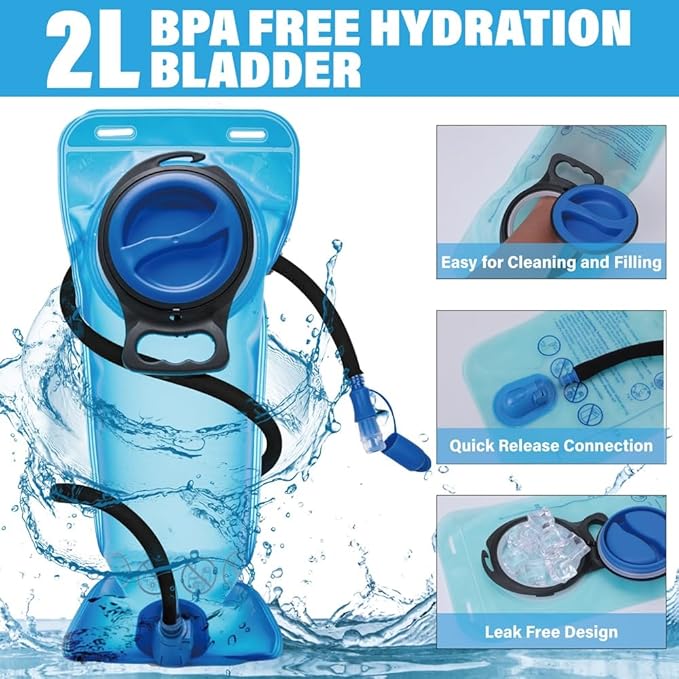 2L BPA FREE HYDRATION
BLADDER
Easy for Cleaning and Filling
Quick Release Connection
Leak Free Design